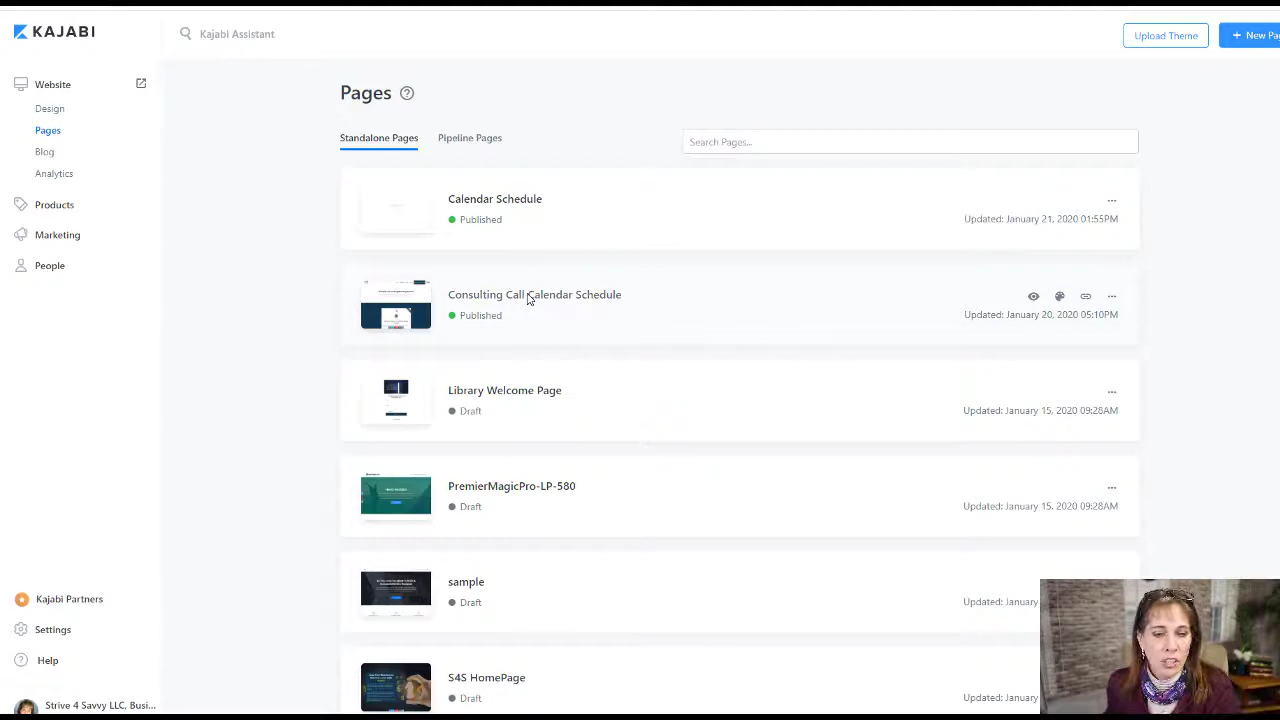 KAJABI
Kajabi Assistant
Upload Theme
+ New Pag
Website
Design
Pages
Blog
Analytics
Products
Marketing
People
Kajabi Partners
Settings
Help
Strive 4 Savvy LLC, Busi...
Pages ?
Standalone Pages
Pipeline Pages
Search Pages...
Calendar Schedule
Published
Updated: January 21, 2020 01:55PM
Consulting Call Calendar Schedule
Published
Updated: January 20, 2020 05:10PM
Library Welcome Page
Draft
Updated: January 15, 2020 09:28AM
PremierMagicPro-LP-580
Draft
Updated: January 15, 2020 09:28AM
sample
Draft
Updated: January
S4S HomePage
Draft
Updated: January